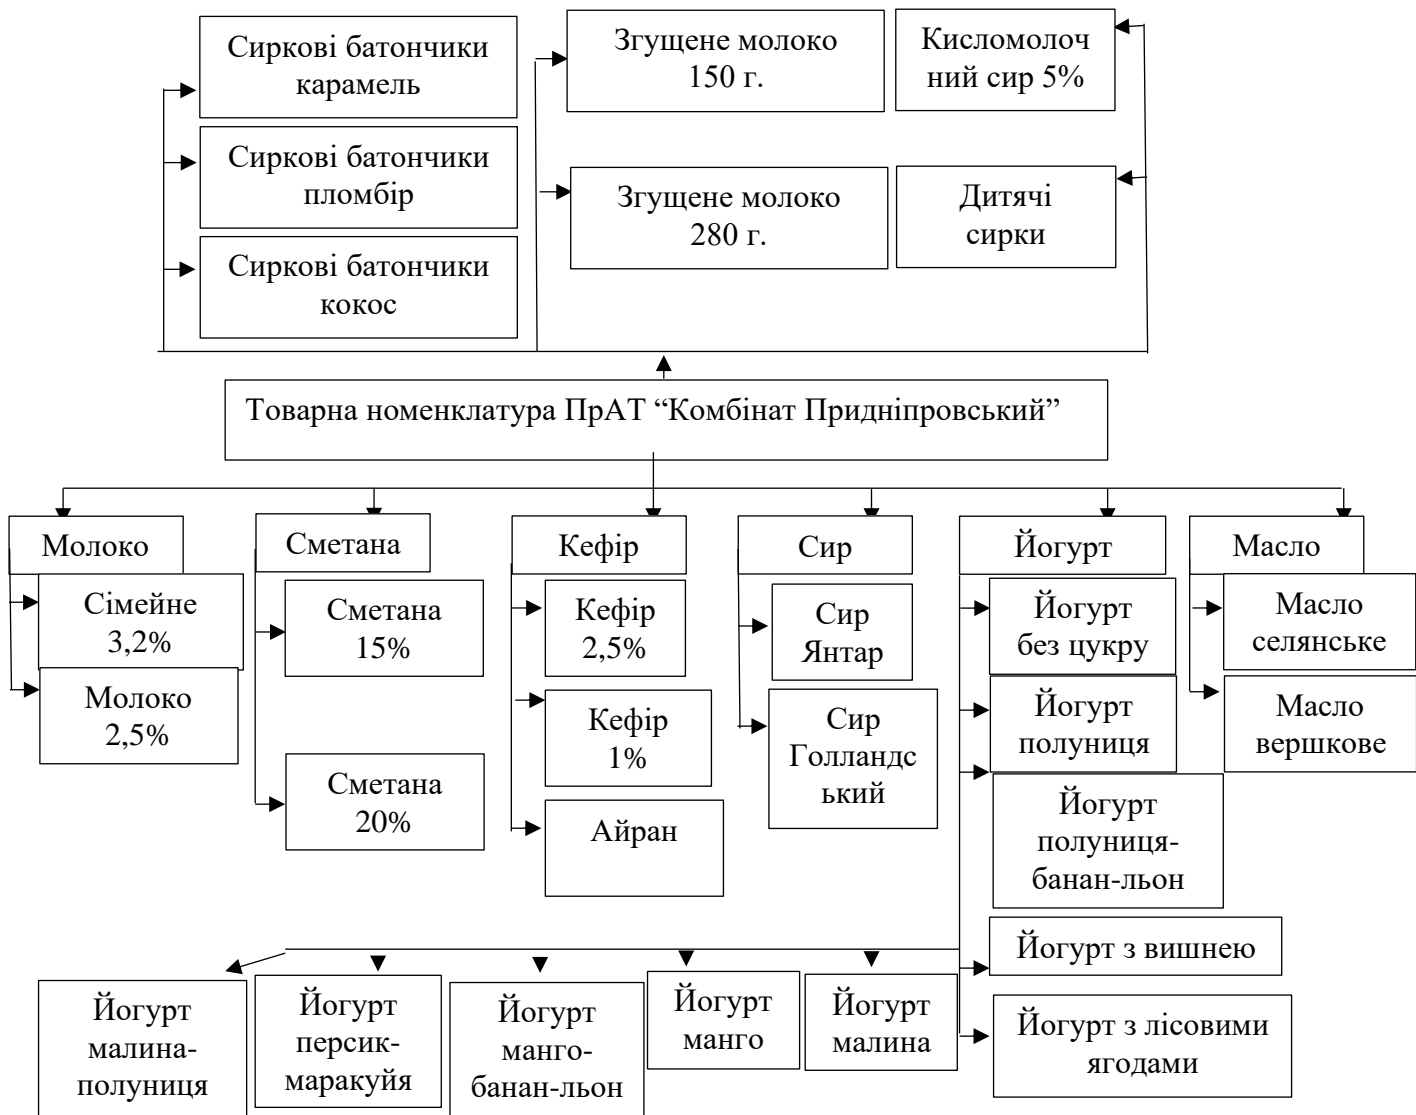 Сиркові батончики
карамель
Згущене молоко
150 г.
Кисломолоч
ний сир 5%
Сиркові батончики
пломбір
Згущене молоко
280 г.
Дитячі
сирки
Сиркові батончики
кокос
Товарна номенклатура ПрАТ “Комбінат Придніпровський”
Молоко
Сметана
Кефір
Сир
Йогурт
Масло
Сімейне
3,2%
Молоко
2,5%
Сметана
15%
Сметана
20%
Кефір
2,5%
Кефір
1%
Айран
Сир
Янтар
Сир
Голландс
ький
Йогурт
без цукру
Йогурт
полуниця
Йогурт
полуниця-
банан-льон
Масло
селянське
Масло
вершкове
Йогурт з вишнею
Йогурт з лісовими
ягодами
Йогурт
малина-
полуниця
Йогурт
персик-
маракуйя
Йогурт
манго-
банан-льон
Йогурт
манго
Йогурт
малина